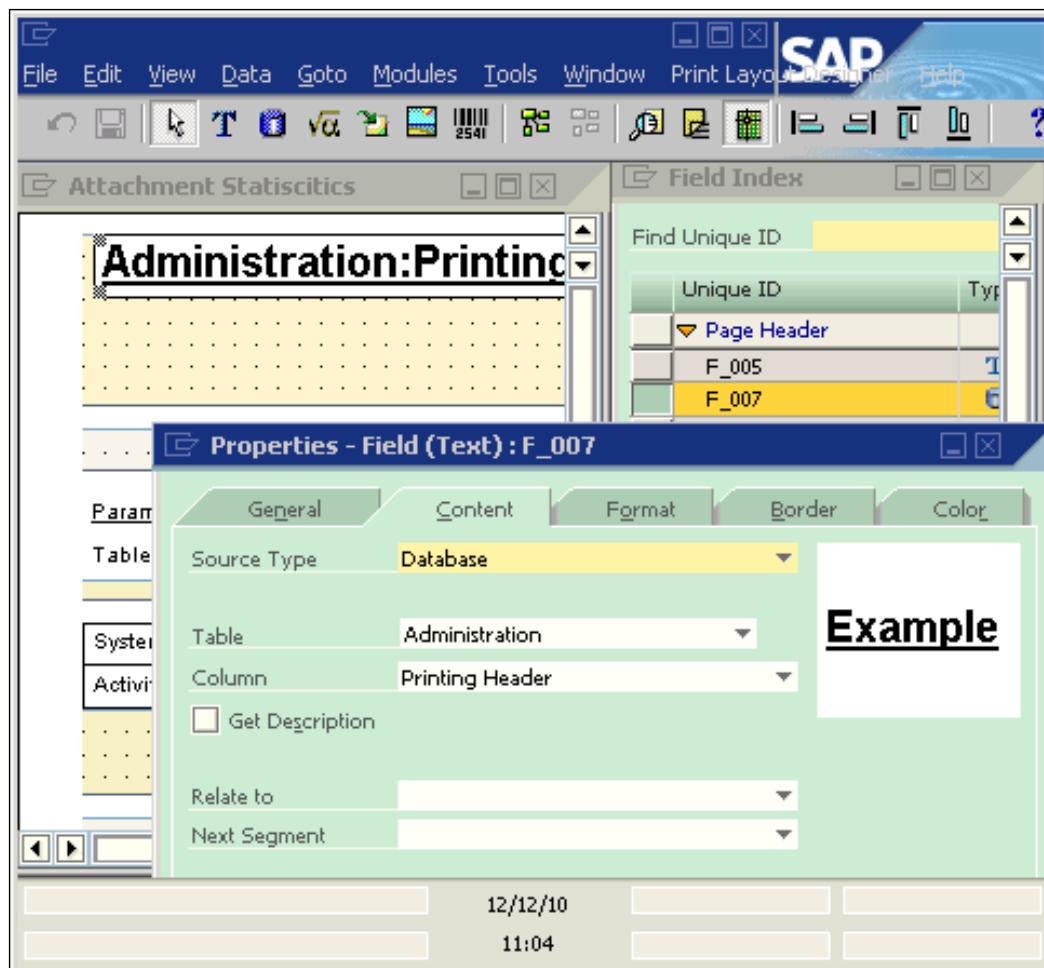 SAP
File Edit View Data Goto Modules Tools Window Print Layout Designer Help
T √α 2541 ?
Attachment Statiscitics
Field Index
Administration:Printing
Find Unique ID
Unique ID Typ
Page Header
F_005 T
F_007
Properties - Field (Text) : F_007
General Content Format Border Color
Param
Table
System
Activi
Source Type Database
Table Administration
Column Printing Header
Get Description
Example
Relate to
Next Segment
12/12/10
11:04